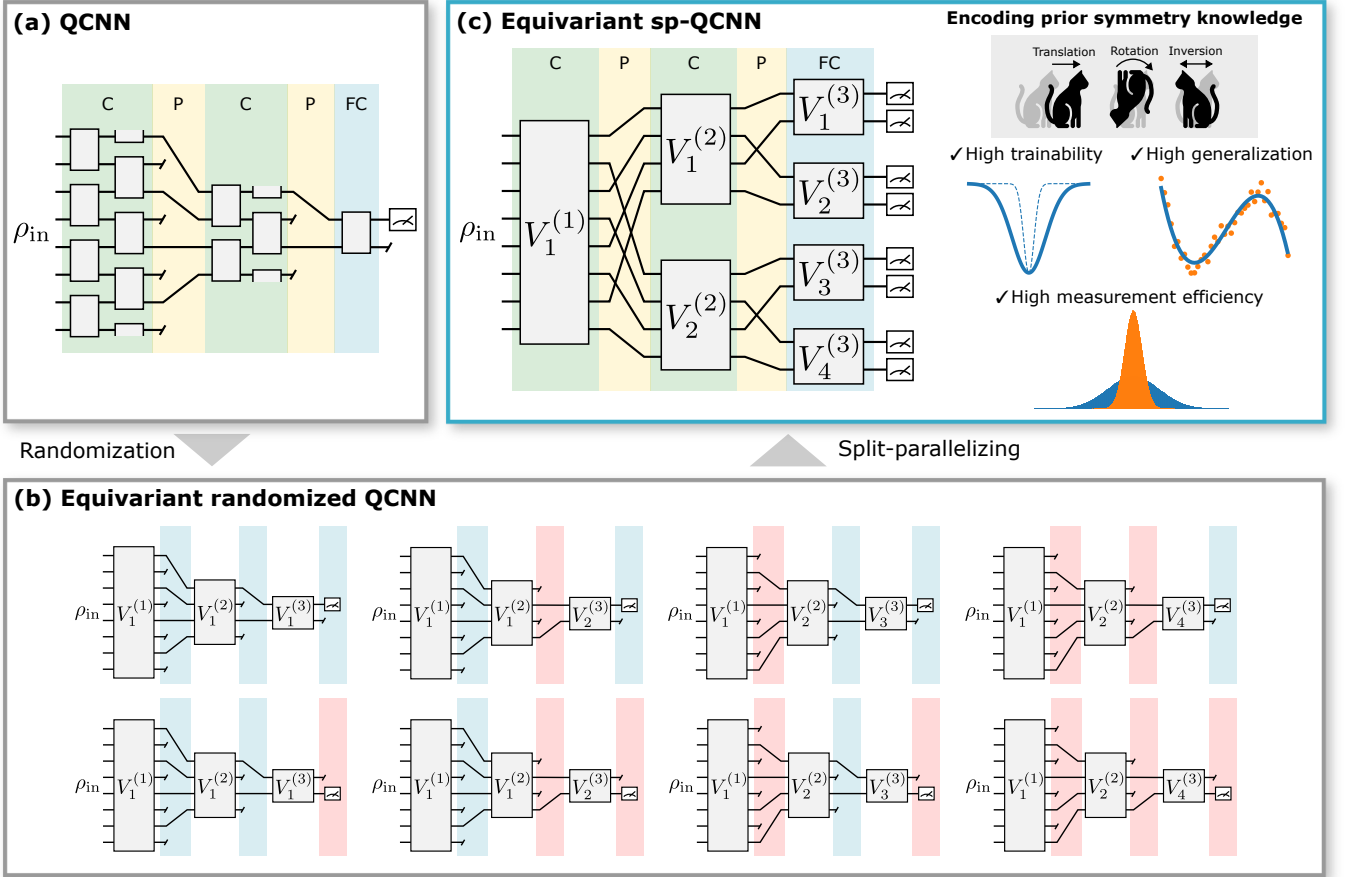 (a) QCNN
C P C P FC
ρin
(c) Equivariant sp-QCNN
C P C P FC
ρin
V1(1)
V1(2)
V2(2)
V1(3)
V2(3)
V3(3)
V4(3)
Encoding prior symmetry knowledge
Translation Rotation Inversion
✓High trainability ✓High generalization
✓High measurement efficiency
Randomization
Split-parallelizing
(b) Equivariant randomized QCNN
ρin V1(1) V1(2) V1(3)
ρin V1(1) V1(2) V2(3)
ρin V1(1) V2(2) V3(3)
ρin V1(1) V2(2) V4(3)
ρin V1(1) V1(2) V1(3)
ρin V1(1) V1(2) V2(3)
ρin V1(1) V2(2) V3(3)
ρin V1(1) V2(2) V4(3)